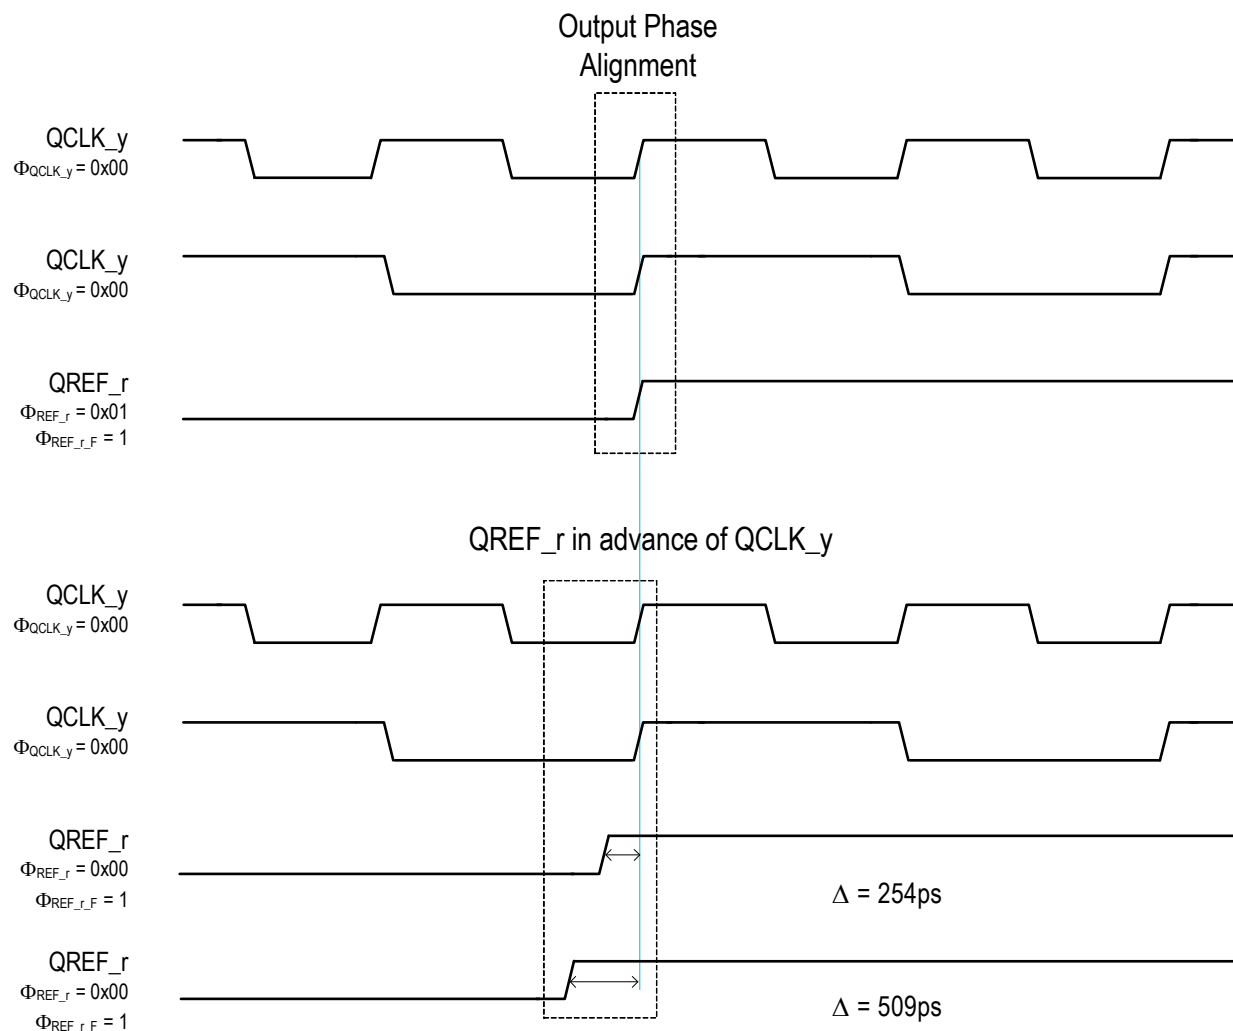 Output Phase
Alignment
QCLK_y
ΦQCLK_y = 0x00
QCLK_y
ΦQCLK_y = 0x00
QREF_r
ΦREF_r = 0x01
ΦREF_r_F = 1
QREF_r in advance of QCLK_y
QCLK_y
ΦQCLK_y = 0x00
QCLK_y
ΦQCLK_y = 0x00
QREF_r
ΦREF_r = 0x00
ΦREF_r_F = 1
Δ = 254ps
QREF_r
ΦREF_r = 0x00
ΦREF_r_F = 1
Δ = 509ps